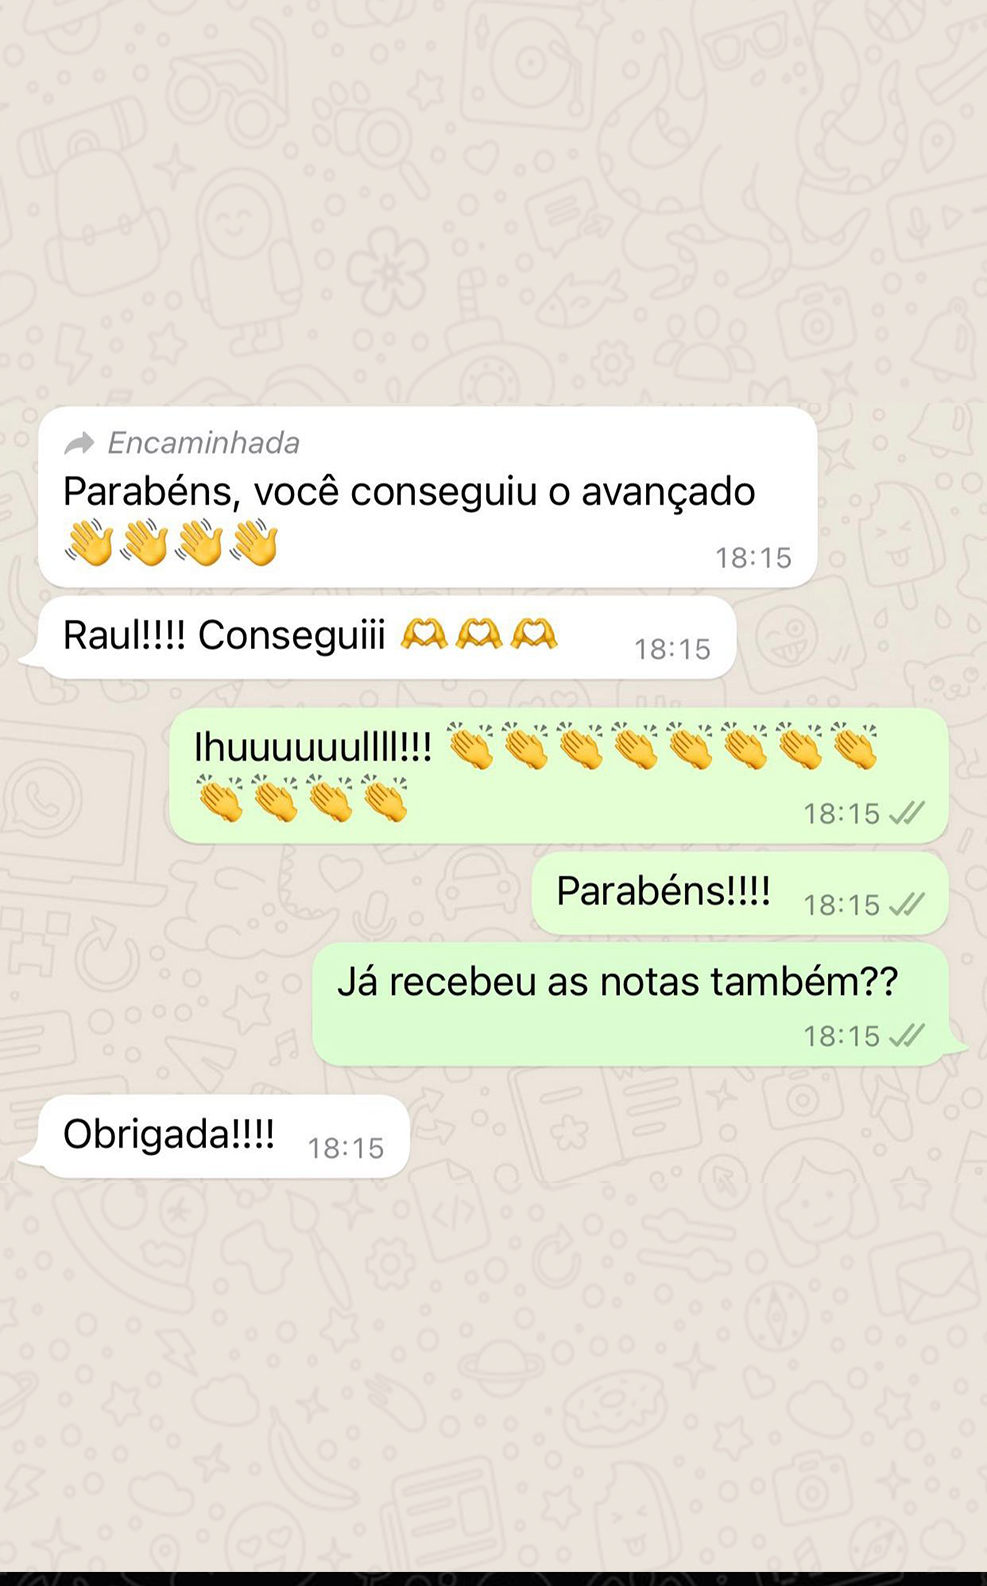 Encaminhada
Parabéns, você conseguiu o avançado
👋👋👋👋
18:15
Raul!!!! Conseguiii 🫶🫶🫶
18:15
Ihuuuuuullll!!! 👏👏👏👏👏👏👏👏
👏👏👏👏
18:15
Parabéns!!!!
18:15
Já recebeu as notas também??
18:15
Obrigada!!!!
18:15